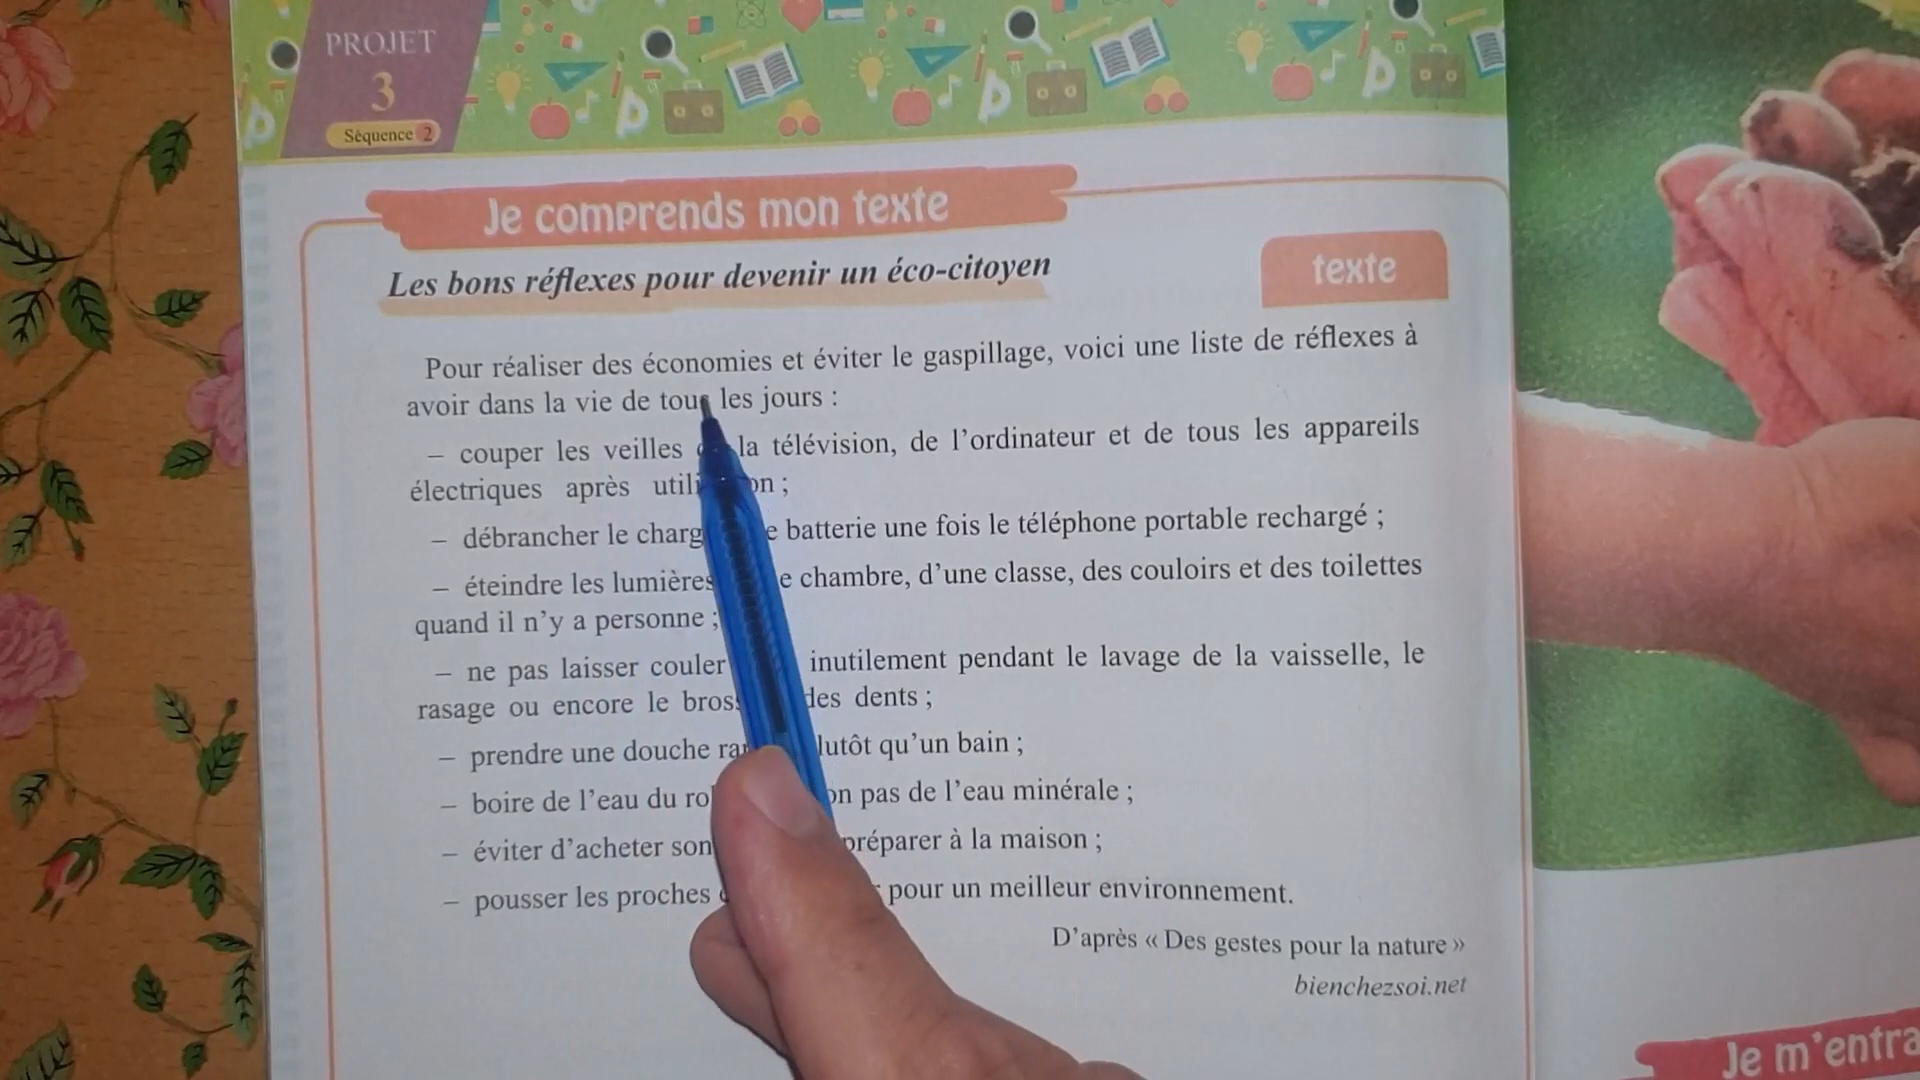 PROJET
3
Séquence 2
Je comprends mon texte
Les bons réflexes pour devenir un éco-citoyen
texte
Pour réaliser des économies et éviter le gaspillage, voici une liste de réflexes à
avoir dans la vie de tous les jours :
– couper les veilles la télévision, de l’ordinateur et de tous les appareils
électriques après utilisation ;
– débrancher le batterie une fois le téléphone portable rechargé ;
– éteindre les lumières chambre, d’une classe, des couloirs et des toilettes
quand il n’y a personne ;
– ne pas laisser couler inutilement pendant le lavage de la vaisselle, le
rasage ou encore le des dents ;
– prendre une douche plutôt qu’un bain ;
– boire de l’eau du pas de l’eau minérale ;
– éviter d’acheter son préparer à la maison ;
– pousser les proches pour un meilleur environnement.
D’après « Des gestes pour la nature »
bienchezsoi.net
Je m’entra